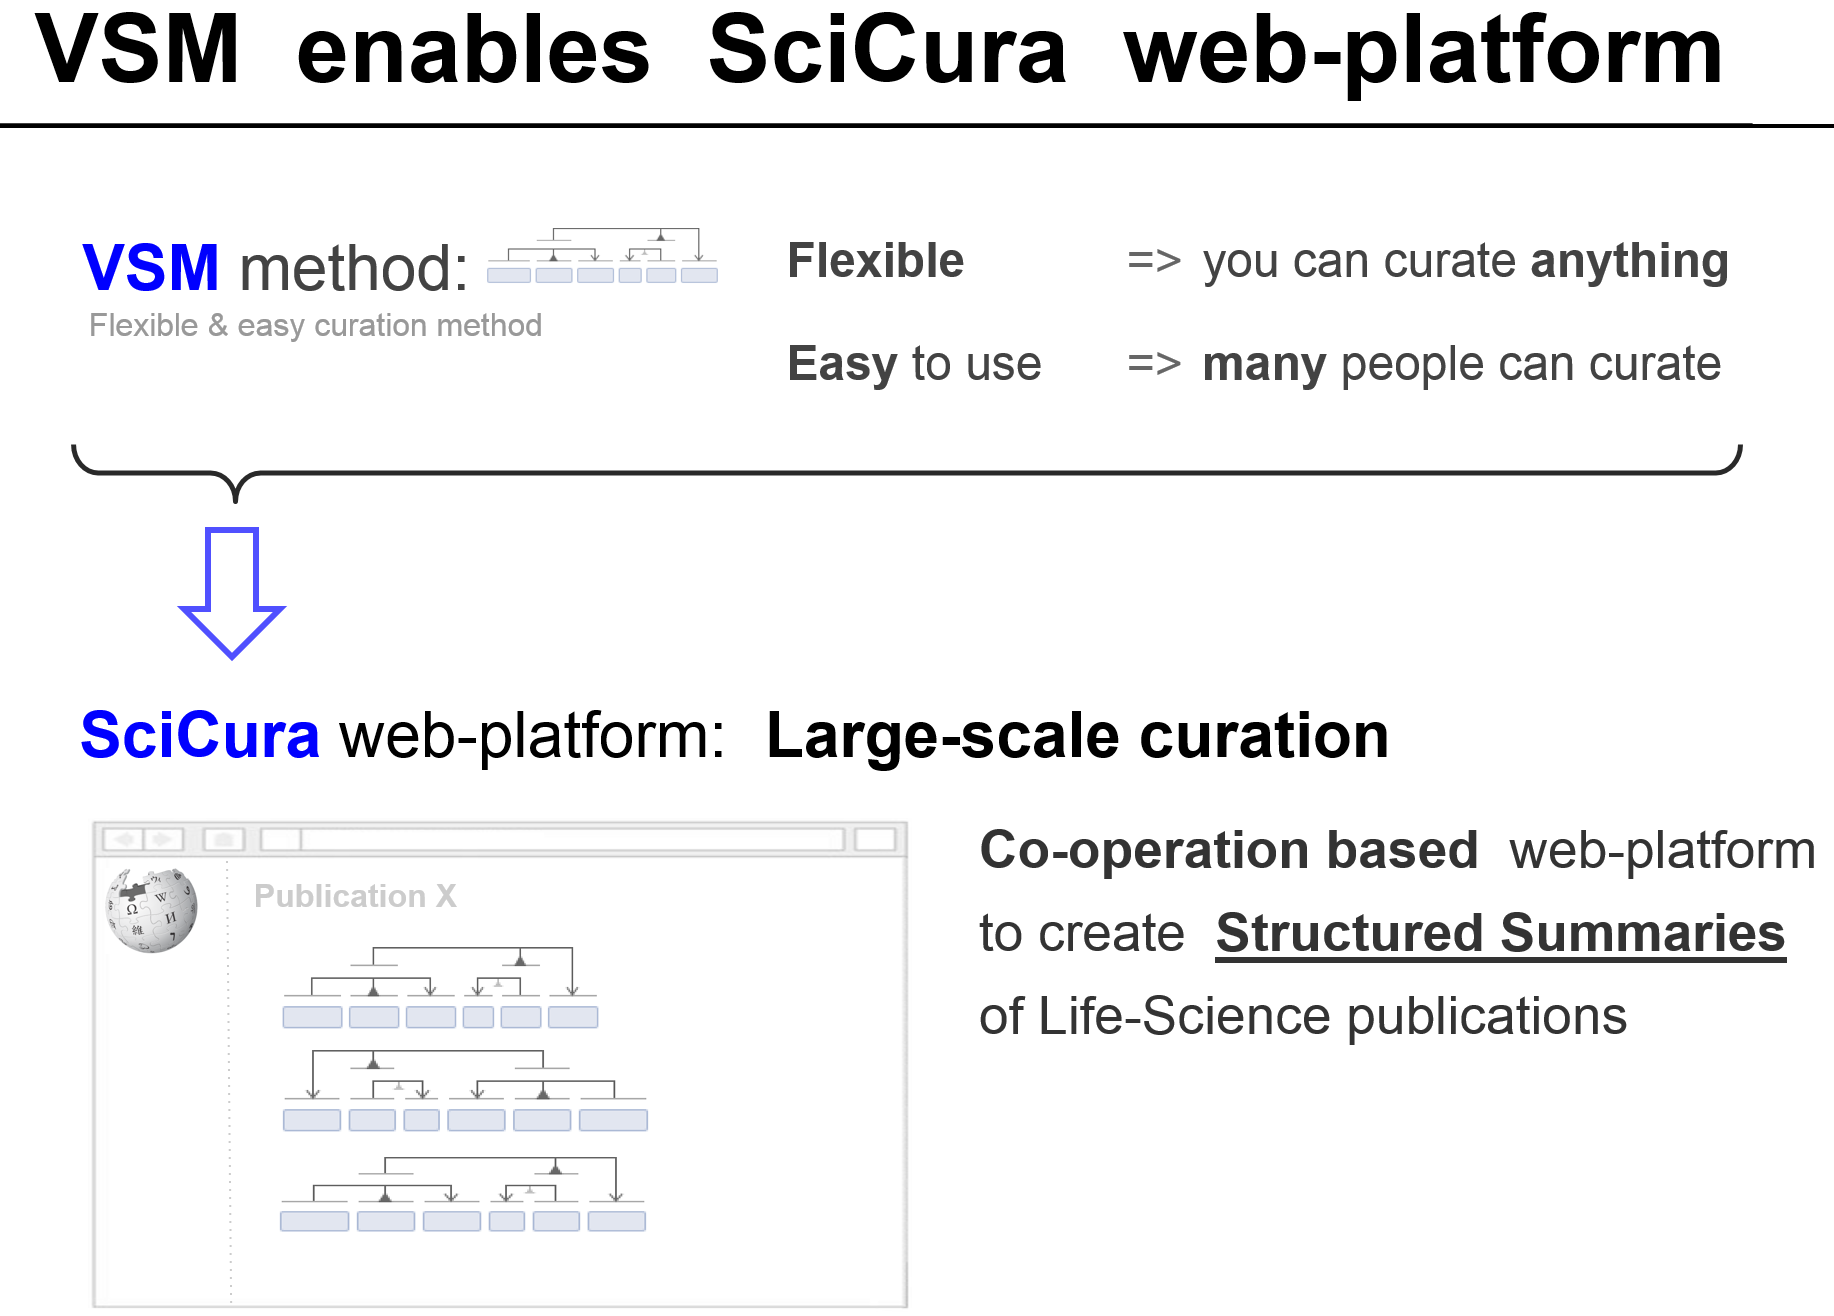 VSM enables SciCura web-platform
VSM method:
Flexible & easy curation method
Flexible => you can curate anything
Easy to use => many people can curate
SciCura web-platform: Large-scale curation
Publication X
Ω W И 維
Co-operation based web-platform
to create Structured Summaries
of Life-Science publications